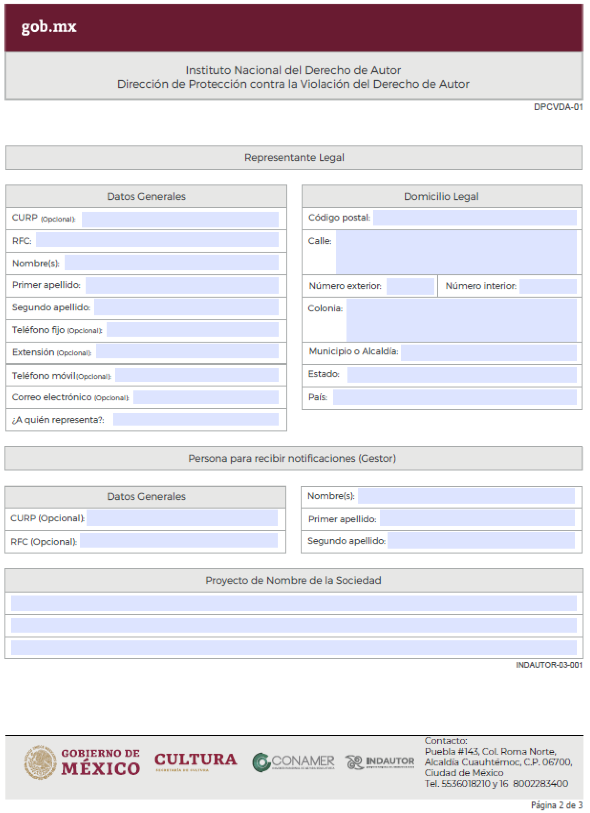 gob.mx
Instituto Nacional del Derecho de Autor
Dirección de Protección contra la Violación del Derecho de Autor
DPCVDA-01
Representante Legal
Datos Generales
CURP (Opcional):
RFC:
Nombre(s):
Primer apellido:
Segundo apellido:
Teléfono fijo (Opcional):
Extensión (Opcional):
Teléfono móvil(Opcional):
Correo electrónico (Opcional):
¿A quién representa?:
Domicilio Legal
Código postal:
Calle:
Número exterior:
Número interior:
Colonia:
Municipio o Alcaldía:
Estado:
País:
Persona para recibir notificaciones (Gestor)
Datos Generales
CURP (Opcional):
RFC (Opcional):
Nombre(s):
Primer apellido:
Segundo apellido:
Proyecto de Nombre de la Sociedad
INDAUTOR-03-001
GOBIERNO DE
MÉXICO
CULTURA
SECRETARÍA DE CULTURA
CONAMER
INDAUTOR
Contacto:
Puebla #143, Col. Roma Norte,
Alcaldía Cuauhtémoc, C.P. 06700,
Ciudad de México
Tel. 5536018210 y 16 8002283400
Página 2 de 3